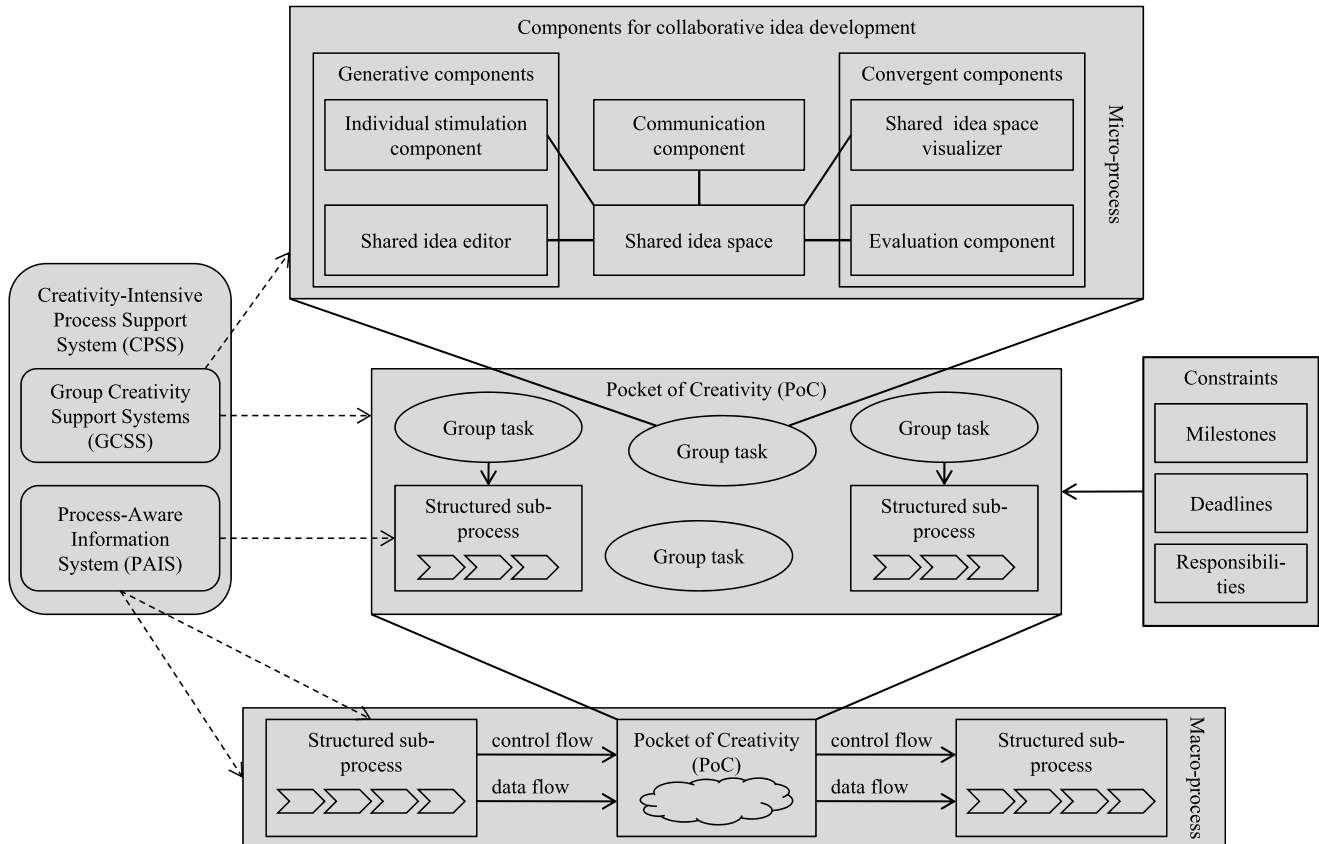 Components for collaborative idea development
Generative components
Individual stimulation
component
Shared idea editor
Communication
component
Shared idea space
Convergent components
Shared idea space
visualizer
Evaluation component
Micro-process
Creativity-Intensive
Process Support
System (CPSS)
Group Creativity
Support Systems
(GCSS)
Process-Aware
Information
System (PAIS)
Pocket of Creativity (PoC)
Group task
Structured sub-
process
Group task
Group task
Group task
Structured sub-
process
Constraints
Milestones
Deadlines
Responsibili-
ties
Structured sub-
process
control flow
data flow
Pocket of Creativity
(PoC)
control flow
data flow
Structured sub-
process
Macro-process